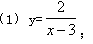 (1) y=2/(x-3),